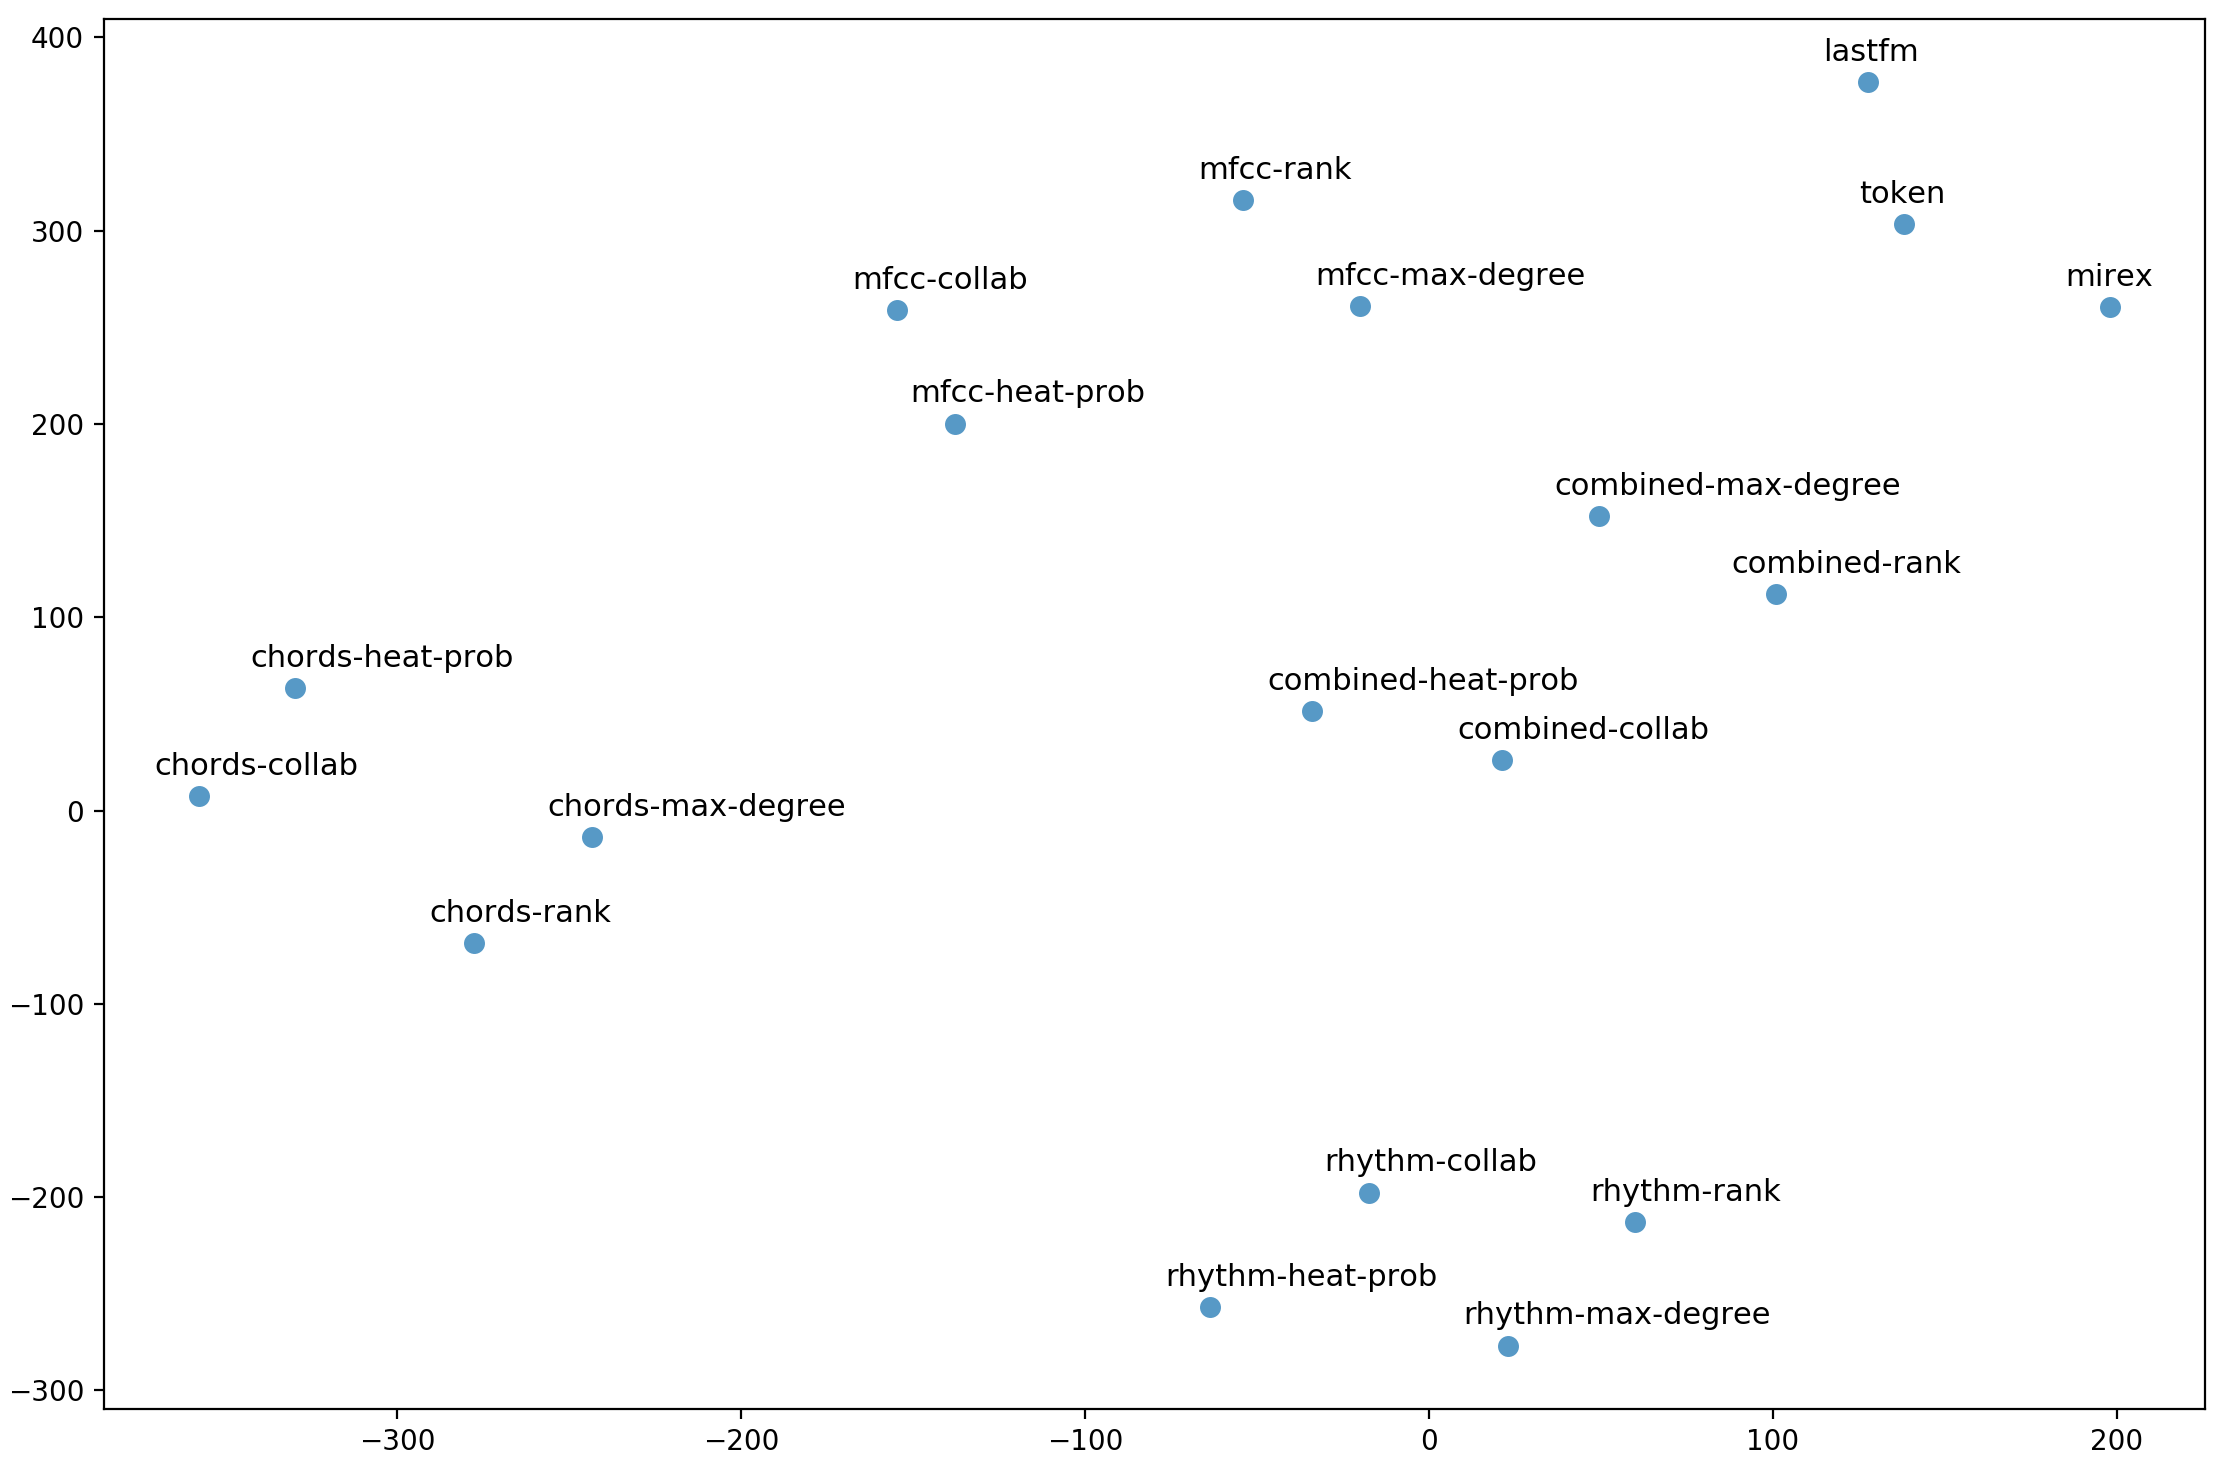 400
lastfm
mfcc-rank
token
300
mfcc-collab
mfcc-max-degree
mirex
mfcc-heat-prob
200
combined-max-degree
combined-rank
100
chords-heat-prob
combined-heat-prob
combined-collab
chords-collab
0
chords-max-degree
chords-rank
−100
rhythm-collab
−200
rhythm-rank
rhythm-heat-prob
rhythm-max-degree
−300
−300 −200 −100 0 100 200